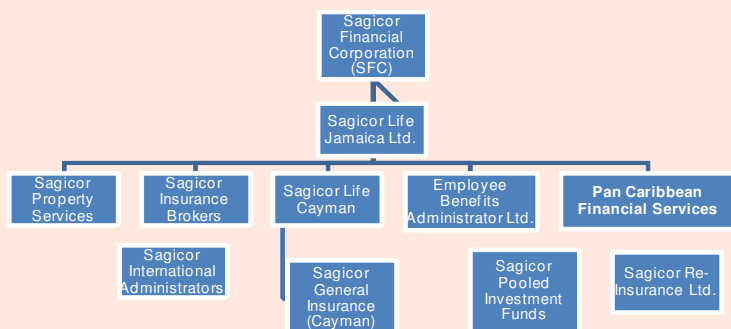 Sagicor
Financial
Corporation
(SFC)
Sagicor Life
Jamaica Ltd.
Sagicor
Property
Services
Sagicor
Insurance
Brokers
Sagicor Life
Cayman
Employee
Benefits
Administrator Ltd.
Pan Caribbean
Financial Services
Sagicor
International
Administrators
Sagicor
General
Insurance
(Cayman)
Sagicor
Pooled
Investment
Funds
Sagicor Re-
Insurance Ltd.